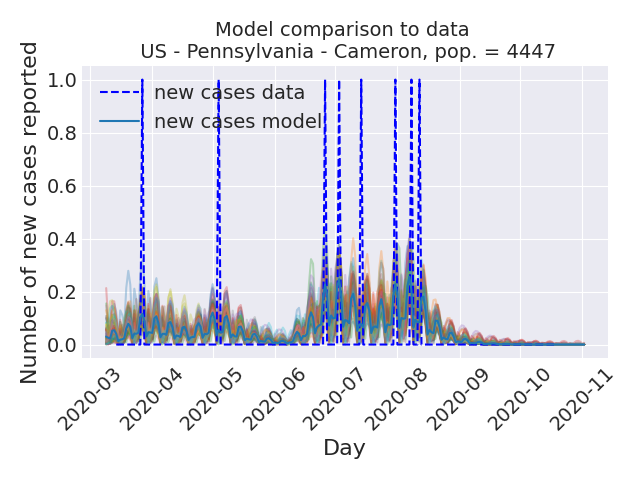 Model comparison to data
US - Pennsylvania - Cameron, pop. = 4447
Number of new cases reported
1.0
0.8
0.6
0.4
0.2
0.0
new cases data
new cases model
2020-03
2020-04
2020-05
2020-06
2020-07
2020-08
2020-09
2020-10
2020-11
Day